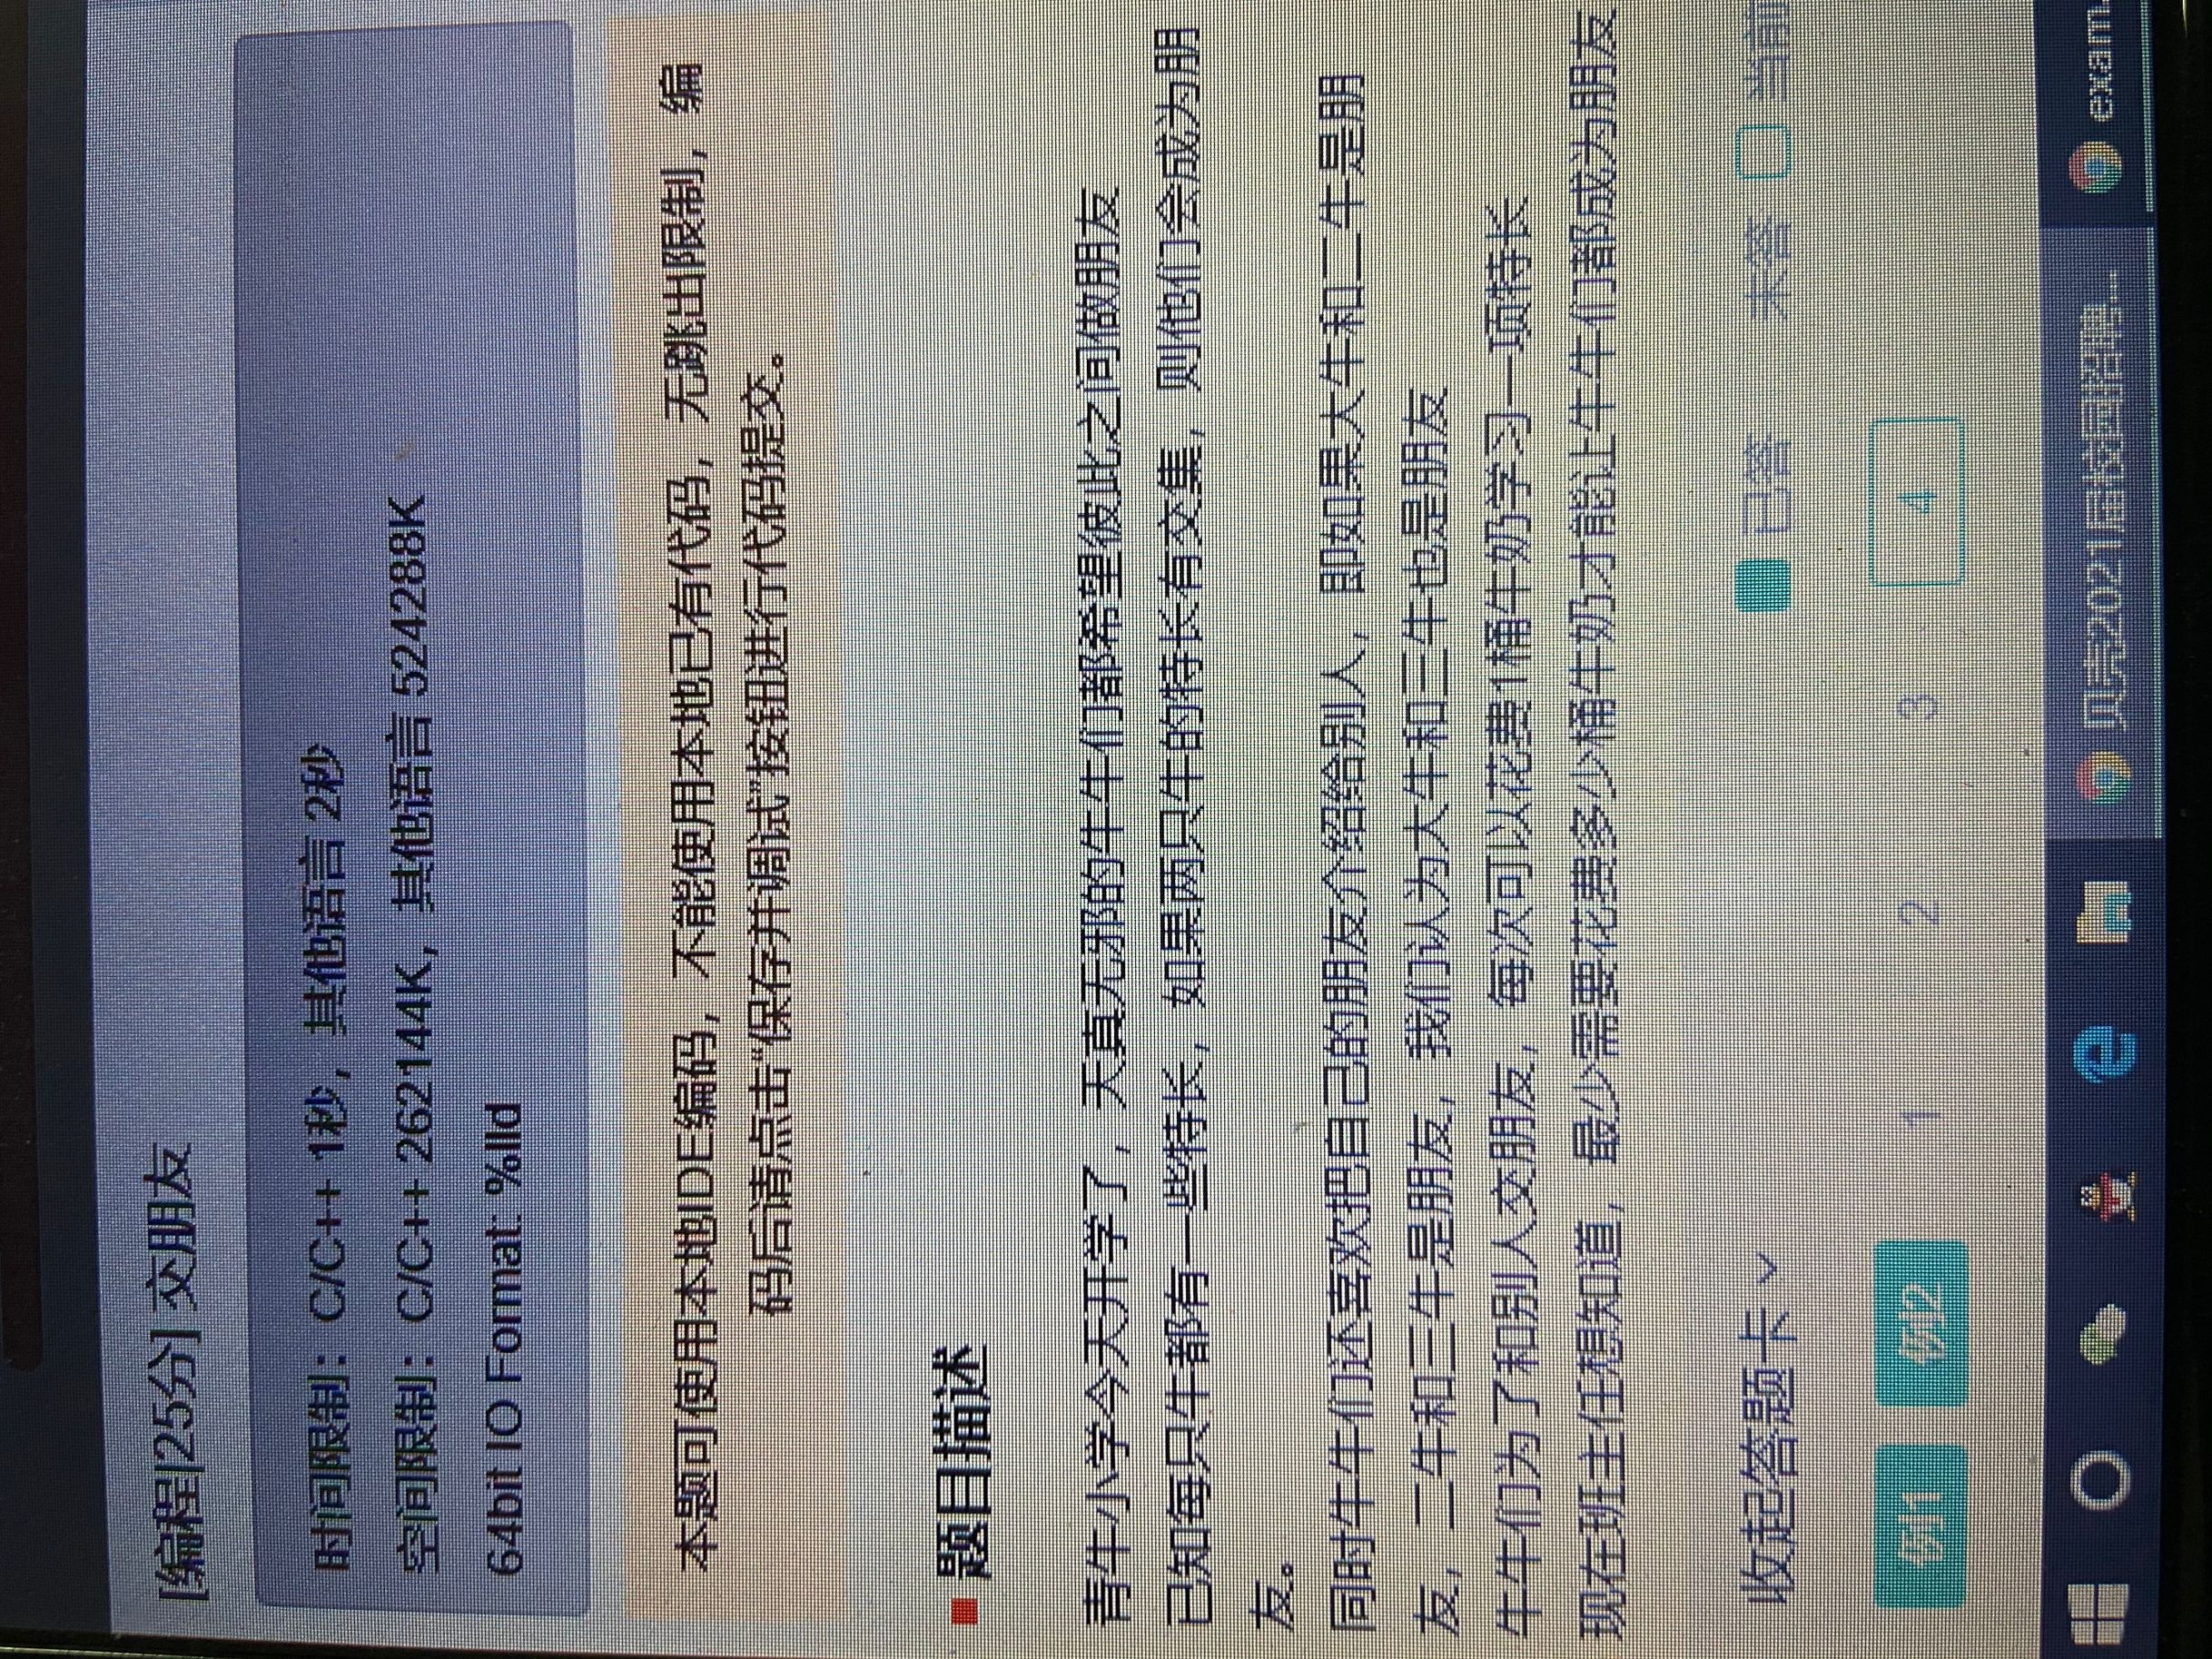 [编程|25分] 交朋友
时间限制：C/C++ 1秒，其他语言 2秒
空间限制：C/C++ 262144K，其他语言 524288K
64bit IO Format: %lld
本题可使用本地IDE编码，不能使用本地已有代码，无跳出限制，编
码后请点击“保存并调试”按钮进行代码提交。
题目描述
青牛小学今天开学了，天真无邪的牛牛们都希望彼此之间做朋友
已知每只牛都有一些特长，如果两只牛的特长有交集，则他们会成为朋
友。
同时牛牛们还喜欢把自己的朋友介绍给别人，即如果大牛和二牛是朋
友，二牛和三牛是朋友，我们认为大牛和三牛也是朋友
牛牛们为了和别人交朋友，每次可以花费1桶牛奶学习一项特长
现在班主任想知道，最少需要花费多少桶牛奶才能让牛牛们都成为朋友
收起答题卡 已答 未答 当前
例1 例2 1 2 3 4
贝壳2021届校园招聘... exam.